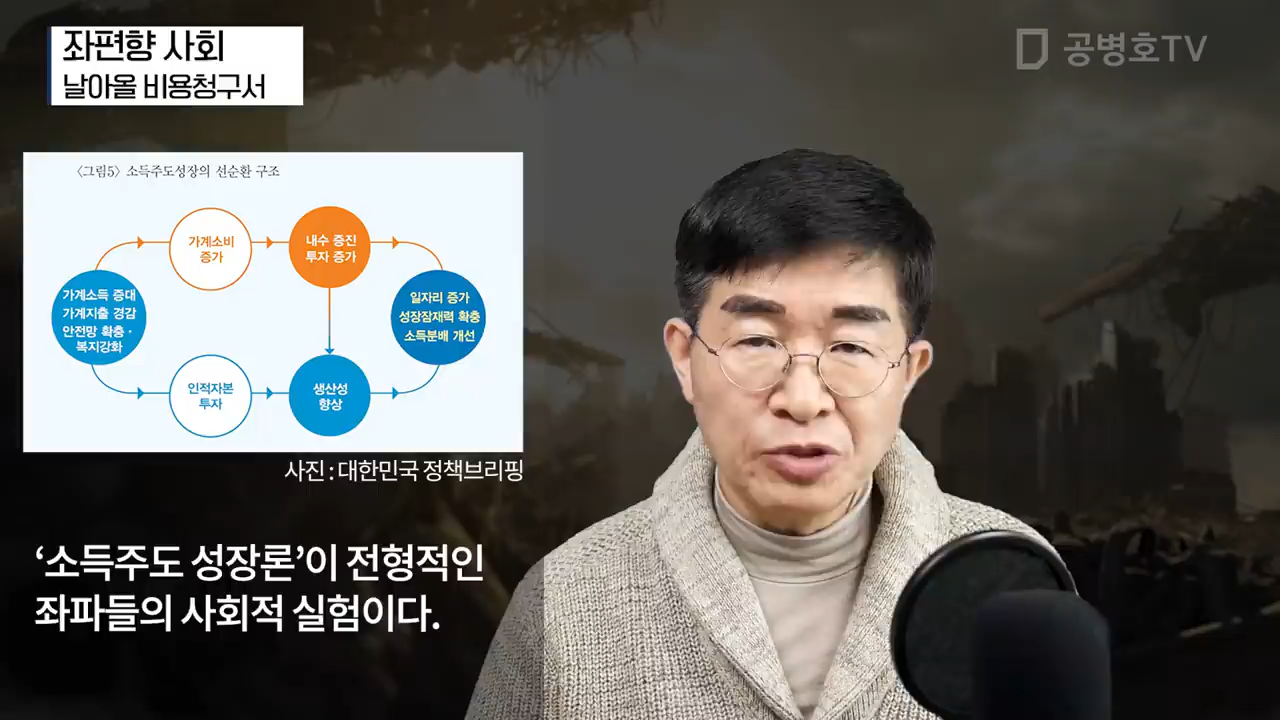 좌편향 사회
날아올 비용청구서
공병호TV
〈그림5〉 소득주도성장의 선순환 구조
가계소비
증가
내수 증진
투자 증가
가계소득 증대
가계지출 경감
안전망 확충 ·
복지강화
일자리 증가
성장잠재력 확충
소득분배 개선
인적자본
투자
생산성
향상
사진 : 대한민국 정책브리핑
‘소득주도 성장론’이 전형적인
좌파들의 사회적 실험이다.